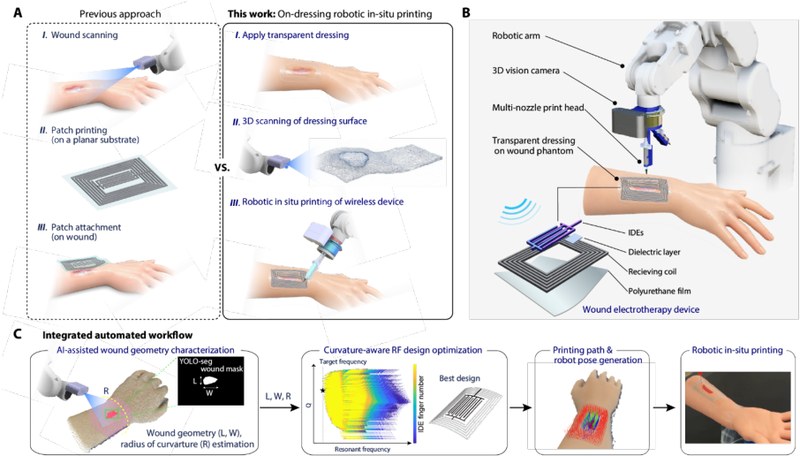 A
Previous approach
I. Wound scanning
II. Patch printing
(on a planar substrate)
III. Patch attachment
(on wound)
VS.
This work: On-dressing robotic in-situ printing
I. Apply transparent dressing
II. 3D scanning of dressing surface
III. Robotic in situ printing of wireless device
B
Robotic arm
3D vision camera
Multi-nozzle print head
Transparent dressing
on wound phantom
IDEs
Dielectric layer
Recieving coil
Polyurethane film
Wound electrotherapy device
C
Integrated automated workflow
AI-assisted wound geometry characterization
YOLO-seg
wound mask
L
W
R
Wound geometry (L, W),
radius of curvarture (R) estimation
L, W, R
Curvature-aware RF design optimization
Target frequency
Q
Resonant frequency
IDE finger number
Best design
Printing path &
robot pose generation
Robotic in-situ printing